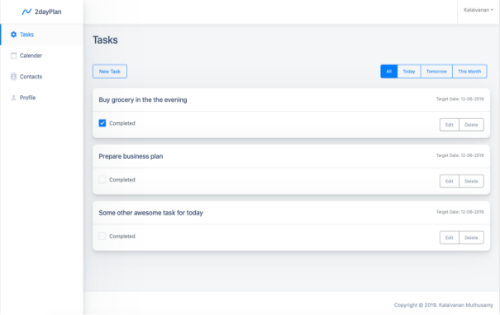 2dayPlan
Kalaivanan
Tasks
Calender
Contacts
Profile
Tasks
New Task
All Today Tomorrow This Month
Buy grocery in the the evening
Target Date: 12-08-2019
Completed
Edit Delete
Prepare business plan
Target Date: 12-08-2019
Completed
Edit Delete
Some other awesome task for today
Target Date: 12-08-2019
Completed
Edit Delete
Copyright © 2019. Kalaivanan Muthusamy